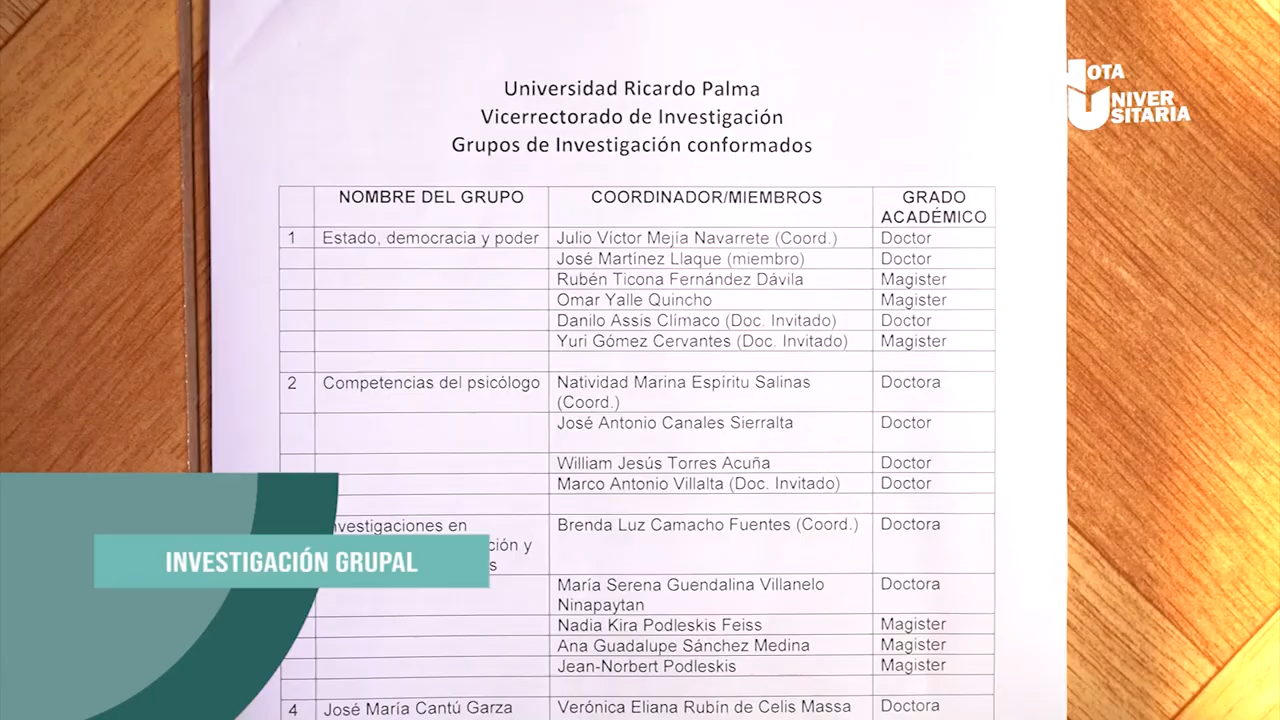 Universidad Ricardo Palma
Vicerrectorado de Investigación
Grupos de Investigación conformados
NOMBRE DEL GRUPO COORDINADOR/MIEMBROS GRADO
ACADÉMICO
1 Estado, democracia y poder Julio Víctor Mejía Navarrete (Coord.) Doctor
José Martinez Llaque (miembro) Doctor
Rubén Ticona Fernández Dávila Magister
Omar Yalle Quincho Magister
Danilo Assis Clímaco (Doc. Invitado) Doctor
Yuri Gómez Cervantes (Doc. Invitado) Magister
2 Competencias del psicólogo Natividad Marina Espíritu Salinas Doctora
(Coord.)
José Antonio Canales Sierralta Doctor
William Jesús Torres Acuña Doctor
Marco Antonio Villalta (Doc. Invitado) Doctor
nvestigaciones en Brenda Luz Camacho Fuentes (Coord.) Doctora
ción y
s
María Serena Guendalina Villanelo Doctora
Ninapaytan
Nadia Kira Podleskis Feiss Magister
Ana Guadalupe Sánchez Medina Magister
Jean-Norbert Podleskis Magister
4 José María Cantú Garza Verónica Eliana Rubín de Celis Massa Doctora
INVESTIGACIÓN GRUPAL
NOTA
UNIVER
SITARIA